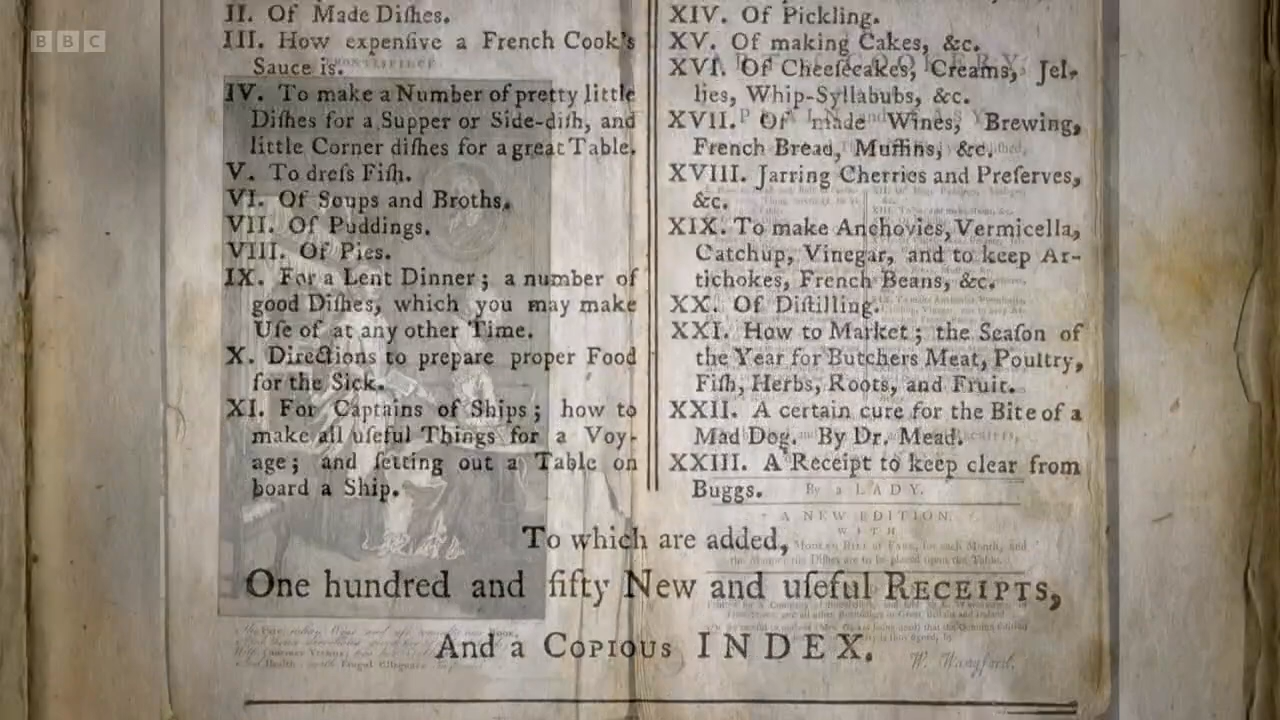 BBC
II. Of Made Diſhes.
III. How expenſive a French Cook's
Sauce is.
IV. To make a Number of pretty little
Diſhes for a Supper or Side-diſh, and
little Corner diſhes for a great Table.
V. To dreſs Fiſh.
VI. Of Soups and Broths.
VII. Of Puddings.
VIII. Of Pies.
IX. For a Lent Dinner; a number of
good Diſhes, which you may make
Uſe of at any other Time.
X. Directions to prepare proper Food
for the Sick.
XI. For Captains of Ships; how to
make all uſeful Things for a Voy-
age; and ſetting out a Table on
board a Ship.
XIV. Of Pickling.
XV. Of making Cakes, &c.
XVI. Of Cheeſecakes, Creams, Jel-
lies, Whip-Syllabubs, &c.
XVII. Of made Wines, Brewing,
French Bread, Muffins, &c.
XVIII. Jarring Cherries and Preſerves,
&c.
XIX. To make Anchovies, Vermicella,
Catchup, Vinegar, and to keep Ar-
tichokes, French Beans, &c.
XX. Of Diſtilling.
XXI. How to Market; the Seaſon of
the Year for Butchers Meat, Poultry,
Fiſh, Herbs, Roots, and Fruit.
XXII. A certain cure for the Bite of a
Mad Dog. By Dr. Mead.
XXIII. A Receipt to keep clear from
Buggs.
By a LADY.
A NEW EDITION,
WITH
To which are added,
One hundred and fifty New and uſeful RECEIPTS,
And a COPIOUS INDEX.